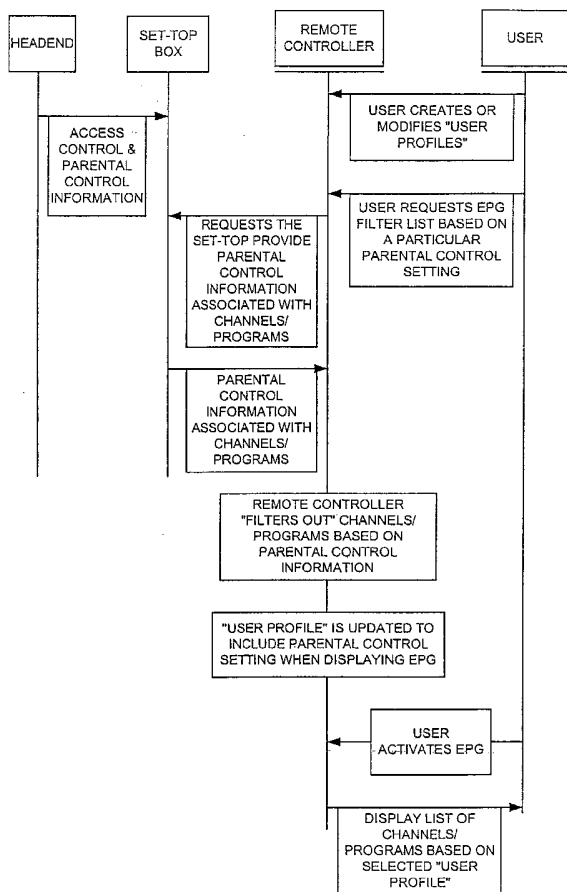 HEADEND
SET-TOP
BOX
REMOTE
CONTROLLER
USER
USER CREATES OR
MODIFIES "USER
PROFILES"
ACCESS
CONTROL &
PARENTAL
CONTROL
INFORMATION
USER REQUESTS EPG
FILTER LIST BASED ON
A PARTICULAR
PARENTAL CONTROL
SETTING
REQUESTS THE
SET-TOP PROVIDE
PARENTAL
CONTROL
INFORMATION
ASSOCIATED WITH
CHANNELS/
PROGRAMS
PARENTAL
CONTROL
INFORMATION
ASSOCIATED WITH
CHANNELS/
PROGRAMS
REMOTE CONTROLLER
"FILTERS OUT" CHANNELS/
PROGRAMS BASED ON
PARENTAL CONTROL
INFORMATION
"USER PROFILE" IS UPDATED TO
INCLUDE PARENTAL CONTROL
SETTING WHEN DISPLAYING EPG
USER
ACTIVATES EPG
DISPLAY LIST OF
CHANNELS/
PROGRAMS BASED ON
SELECTED "USER
PROFILE"